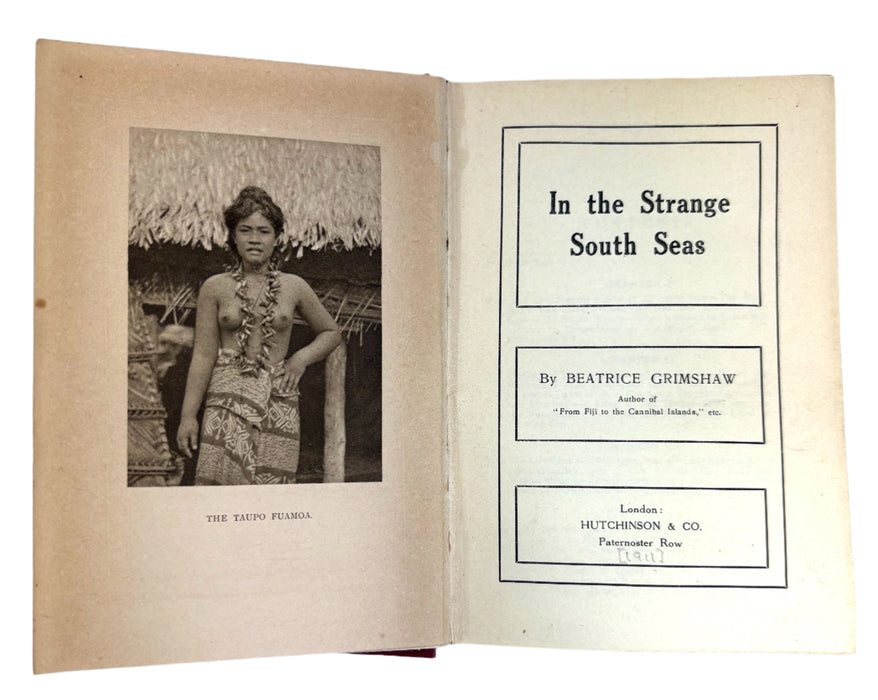 THE TAUPO FUAMOA.
In the Strange
South Seas
By BEATRICE GRIMSHAW
Author of
"From Fiji to the Cannibal Islands," etc.
London:
HUTCHINSON & CO.
Paternoster Row
[1911]